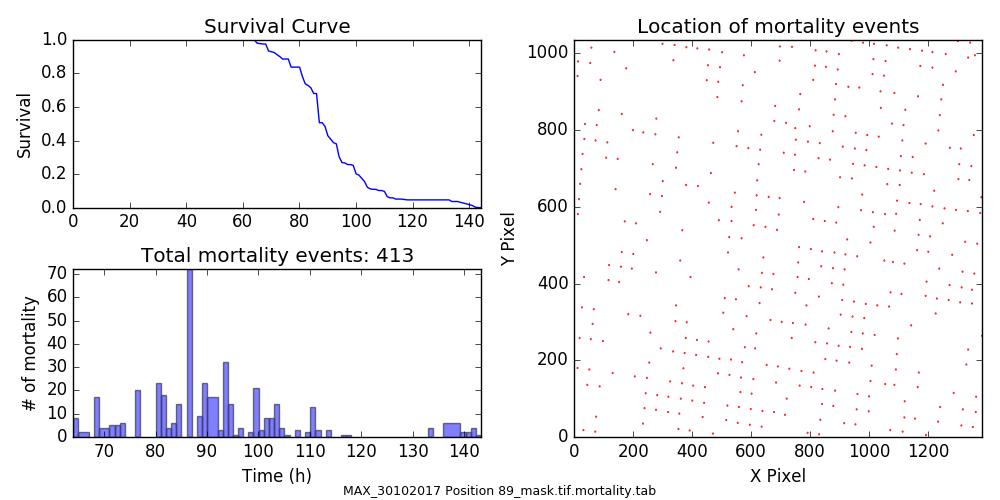 Survival Curve
1.0
0.8
0.6
0.4
0.2
0.0
Survival
0 20 40 60 80 100 120 140
Total mortality events: 413
70
60
50
40
30
20
10
0
# of mortality
70 80 90 100 110 120 130 140
Time (h)
Location of mortality events
1000
800
600
400
200
0
Y Pixel
0 200 400 600 800 1000 1200
X Pixel
MAX_30102017 Position 89_mask.tif.mortality.tab